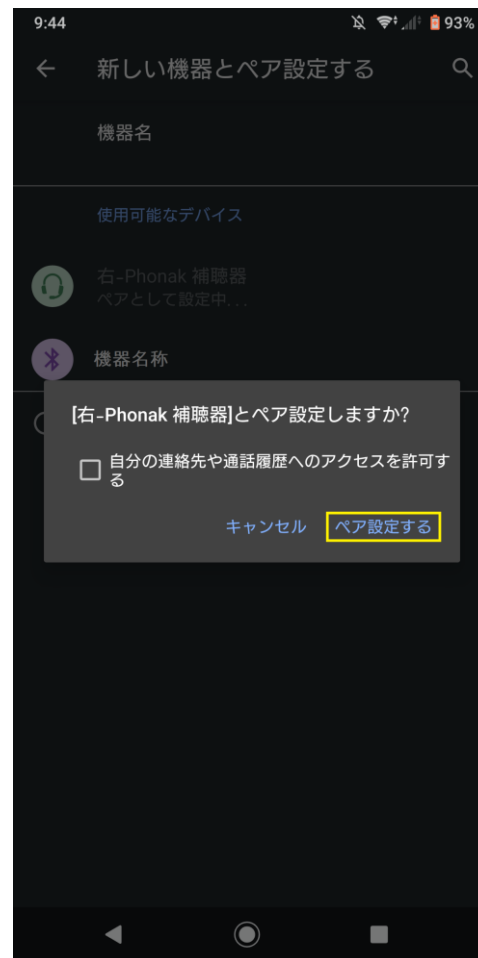 9:44
93%
新しい機器とペア設定する
機器名
使用可能なデバイス
右-Phonak 補聴器
ペアとして設定中...
機器名称
[右-Phonak 補聴器]とペア設定しますか?
自分の連絡先や通話履歴へのアクセスを許可す
る
キャンセル ペア設定する